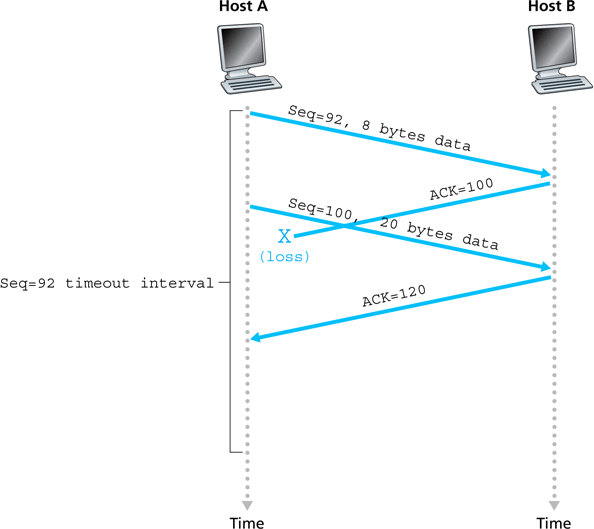 Host A
Host B
Seq=92, 8 bytes data
ACK=100
Seq=100, 20 bytes data
X
(loss)
Seq=92 timeout interval
ACK=120
Time
Time